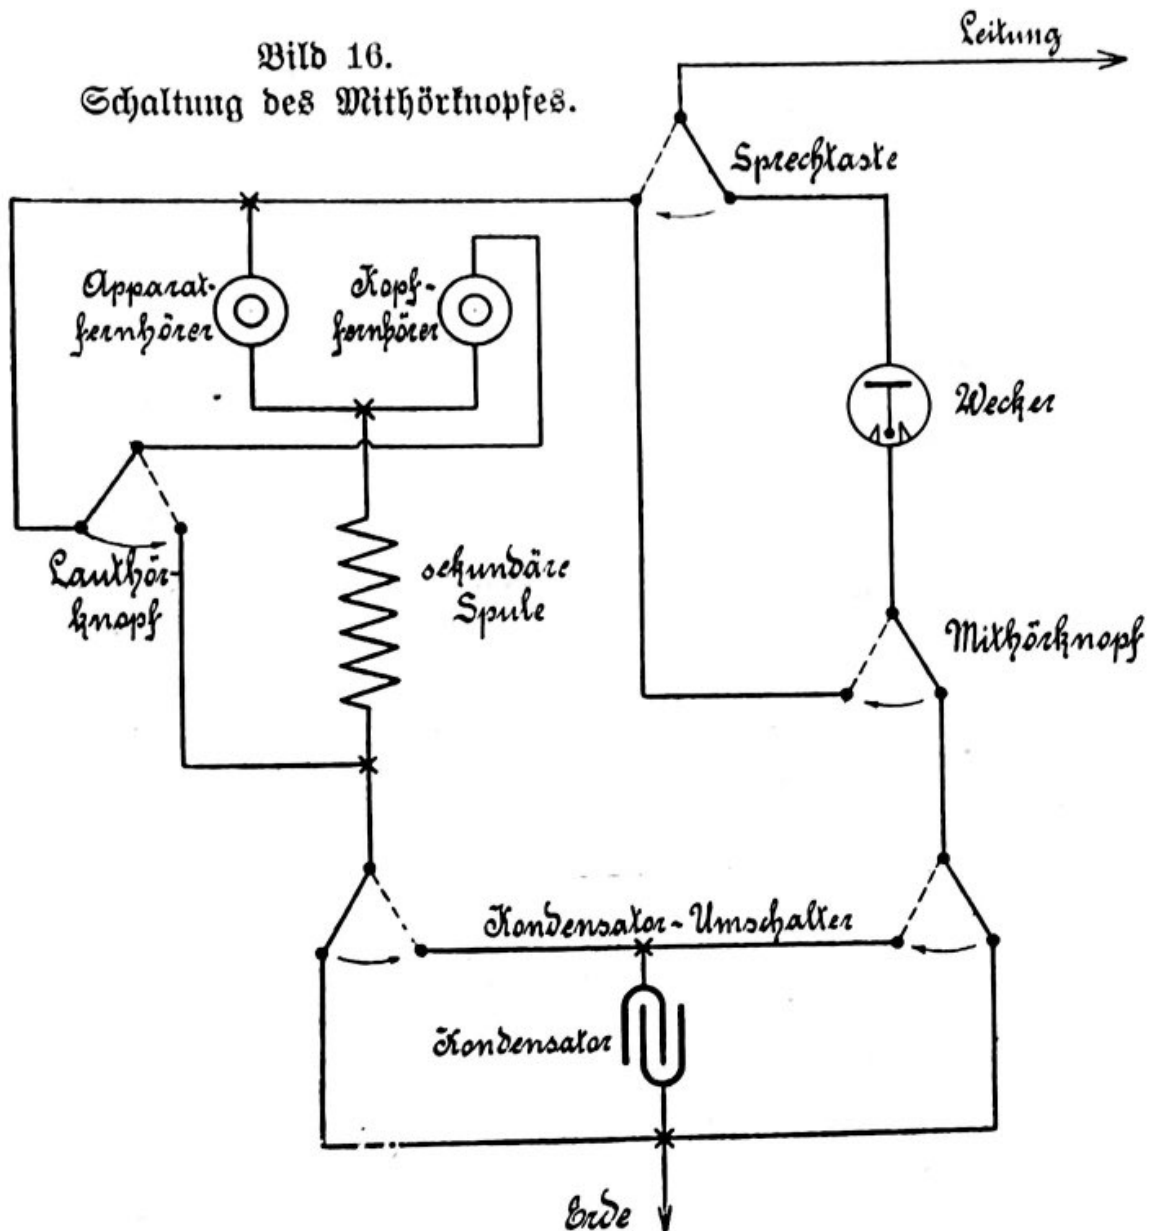 Bild 16.
Schaltung des Mithörknopfes.
Leitung
Sprechtaste
Apparat-
fernhörer
Kopf-
fernhörer
Wecker
Lauthör-
knopf
sekundäre
Spule
Mithörknopf
Kondensator-Umschalter
Kondensator
Erde